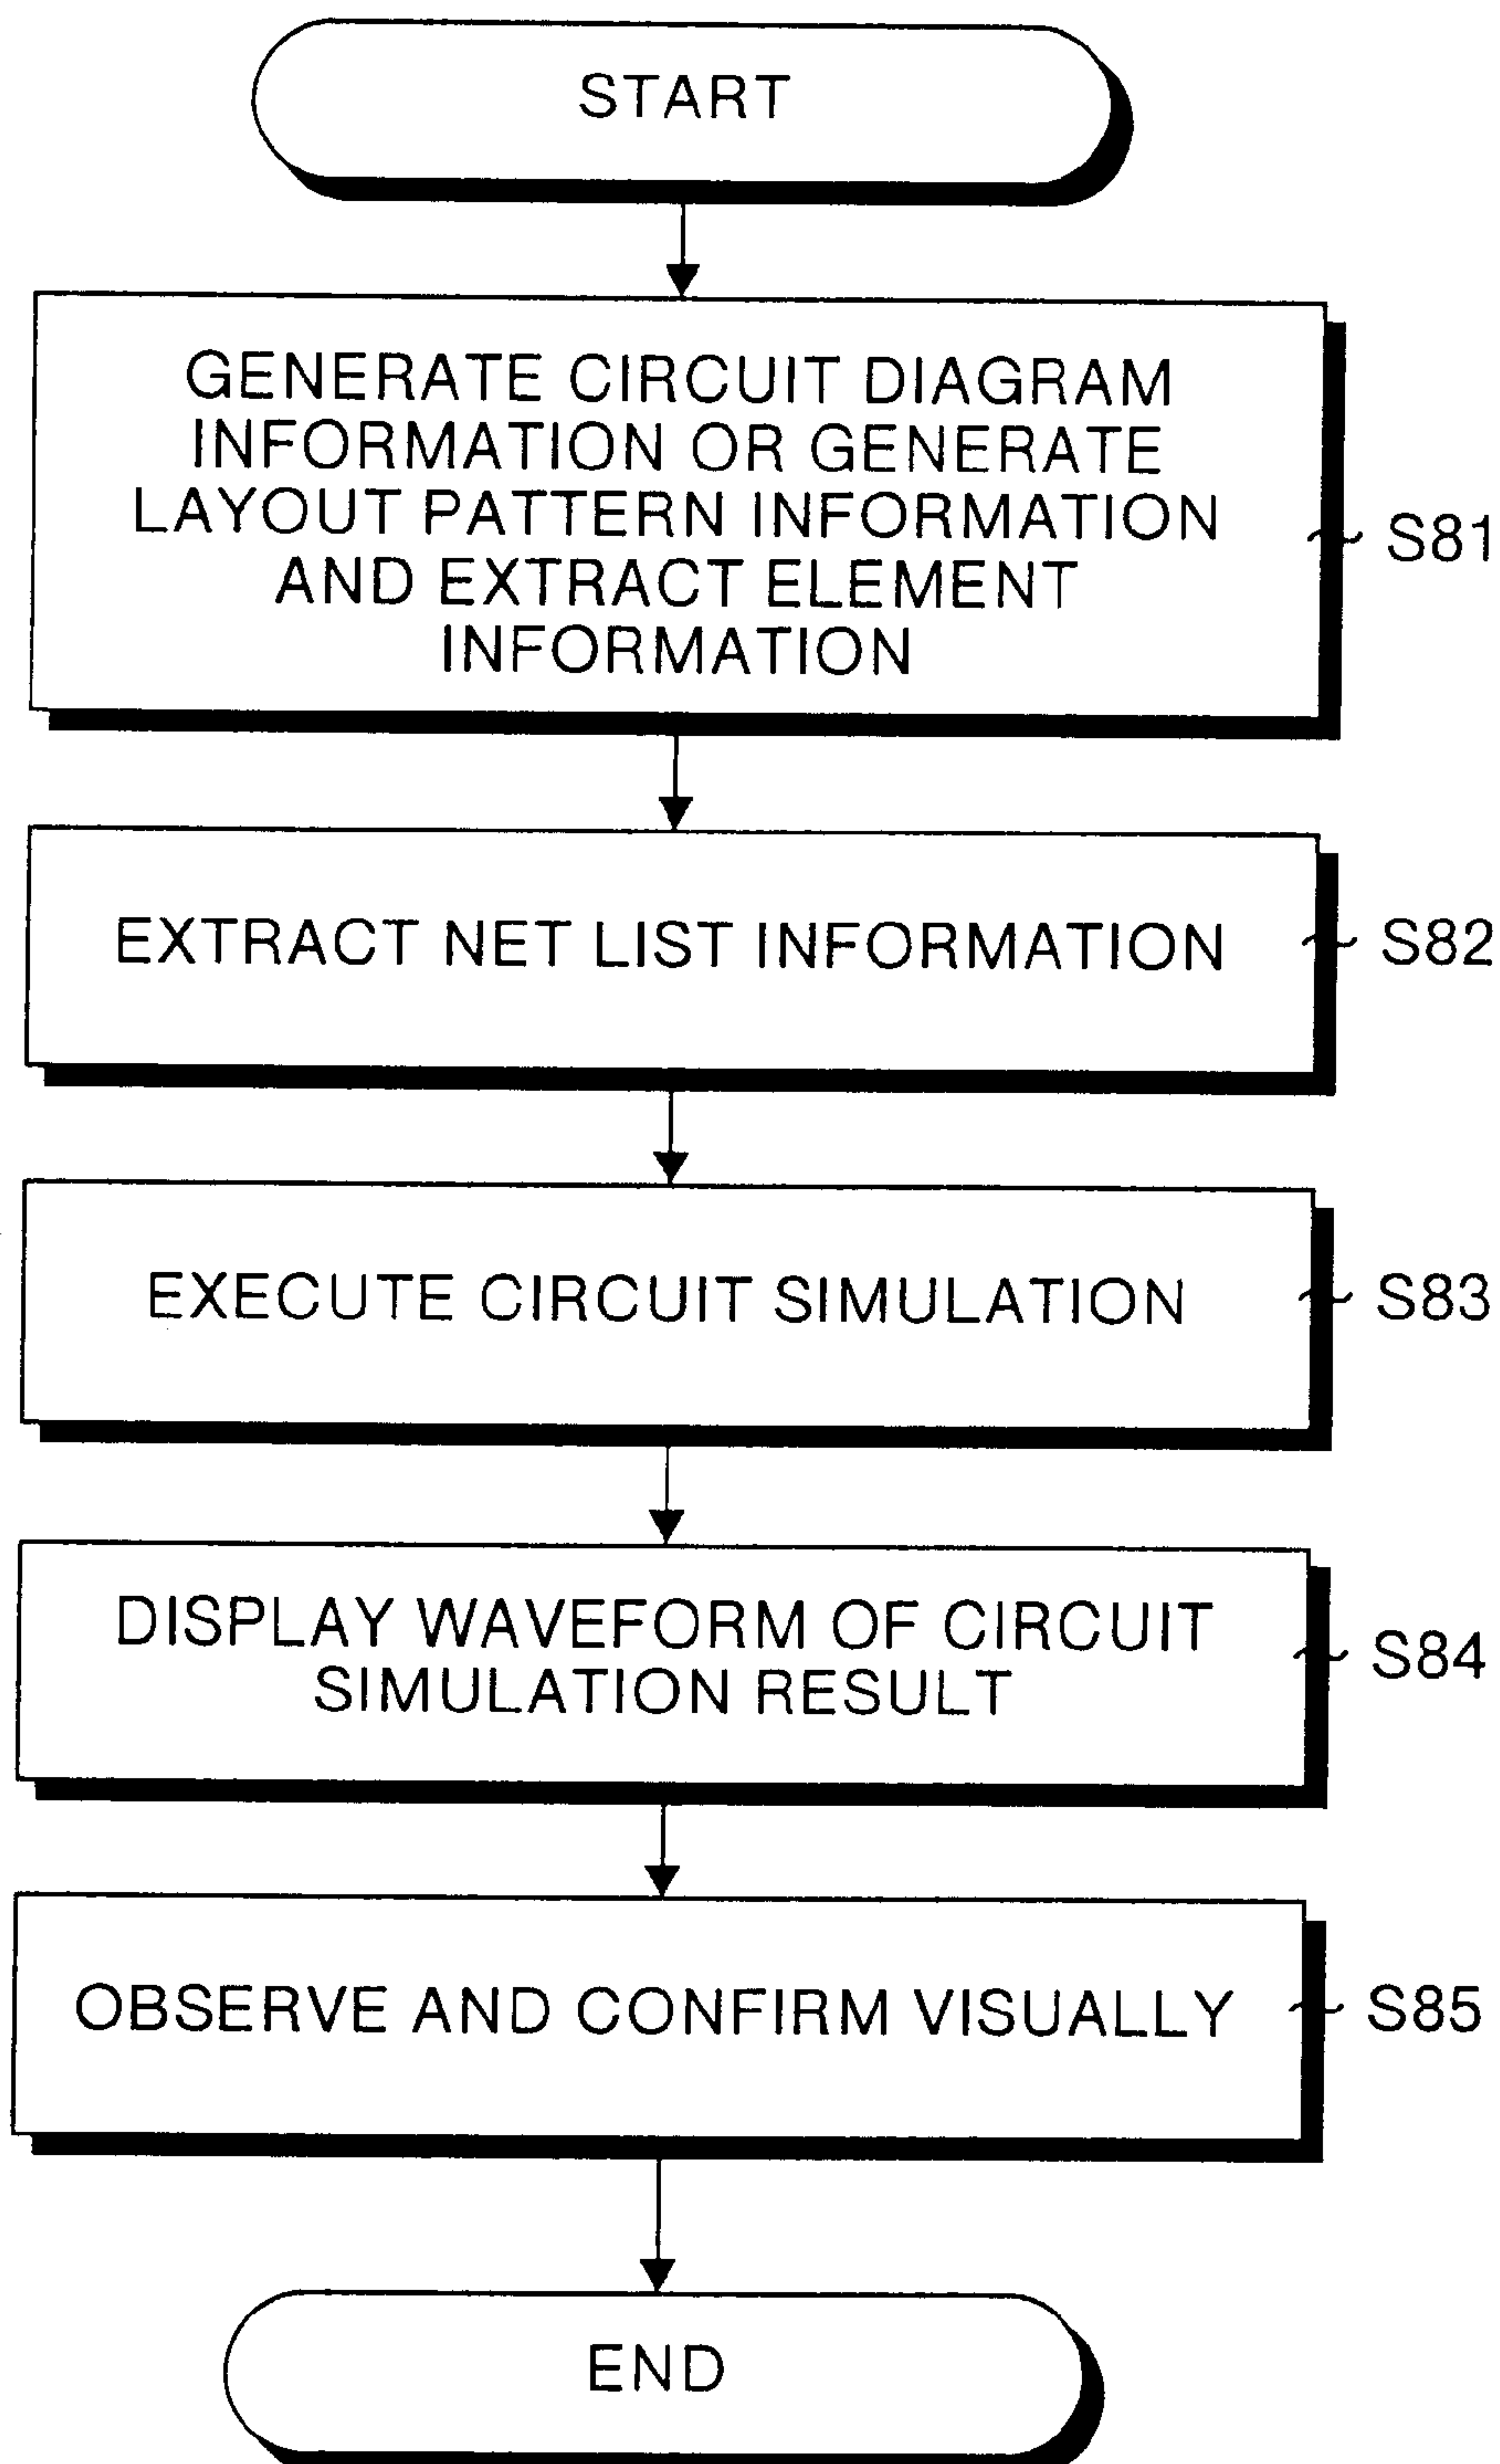 START
GENERATE CIRCUIT DIAGRAM
INFORMATION OR GENERATE
LAYOUT PATTERN INFORMATION
AND EXTRACT ELEMENT
INFORMATION
S81
EXTRACT NET LIST INFORMATION
S82
EXECUTE CIRCUIT SIMULATION
S83
DISPLAY WAVEFORM OF CIRCUIT
SIMULATION RESULT
S84
OBSERVE AND CONFIRM VISUALLY
S85
END